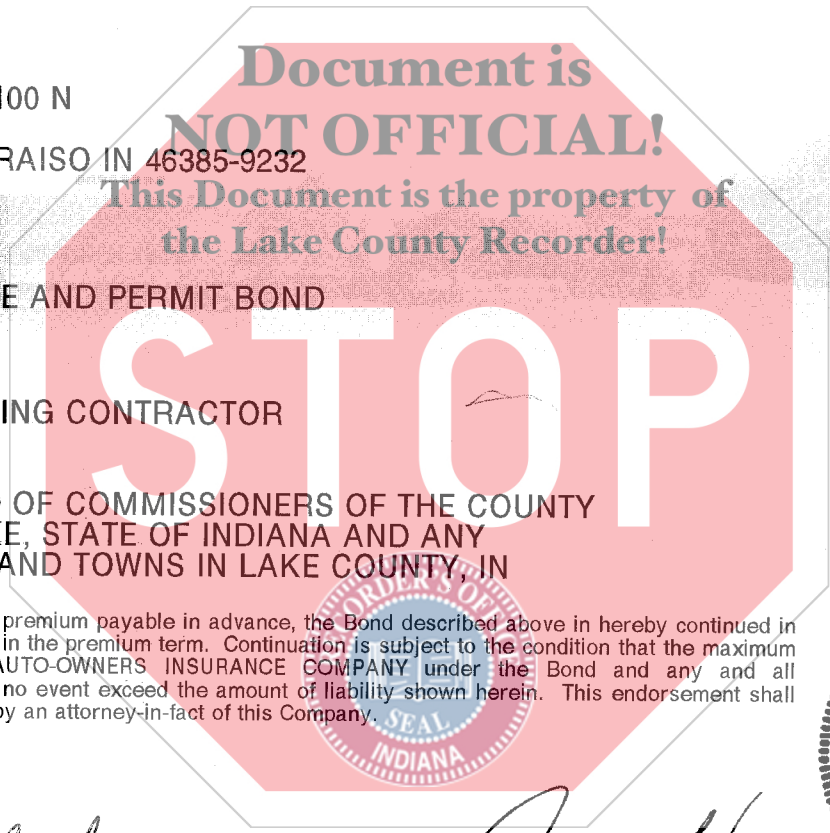 Document is
100 N
NOT OFFICIAL!
RAISO IN 46385-9232
This Document is the property of
the Lake County Recorder!
E AND PERMIT BOND
STOP
ING CONTRACTOR
OF COMMISSIONERS OF THE COUNTY
E, STATE OF INDIANA AND ANY
AND TOWNS IN LAKE COUNTY, IN
premium payable in advance, the Bond described above in hereby continued in
in the premium term. Continuation is subject to the condition that the maximum
AUTO-OWNERS INSURANCE COMPANY under the Bond and any and all
no event exceed the amount of liability shown herein. This endorsement shall
by an attorney-in-fact of this Company.
RECORDER'S OFFICE
SEAL
INDIANA